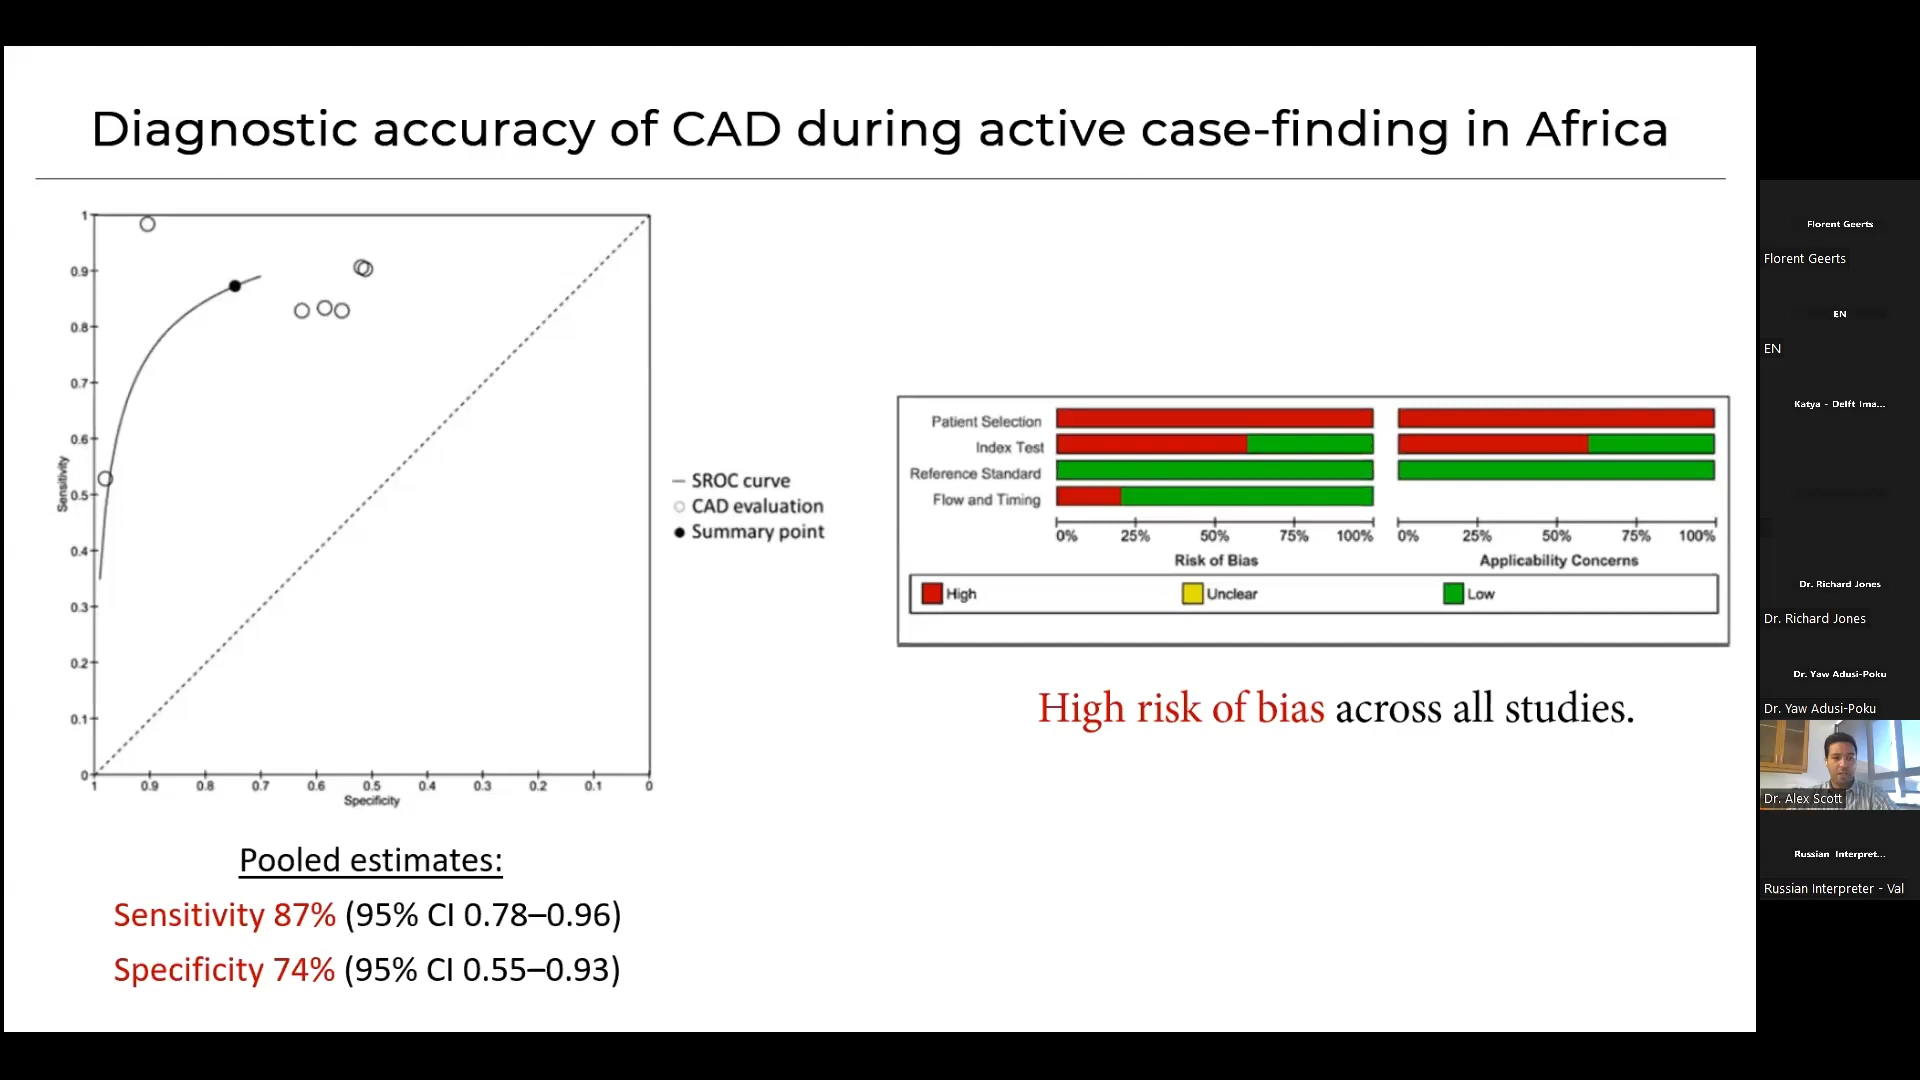 Diagnostic accuracy of CAD during active case-finding in Africa
1
0.9
0.8
0.7
0.6
0.5
0.4
0.3
0.2
0.1
0
Sensitivity
1 0.9 0.8 0.7 0.6 0.5 0.4 0.3 0.2 0.1 0
Specificity
SROC curve
CAD evaluation
Summary point
Pooled estimates:
Sensitivity 87% (95% CI 0.78–0.96)
Specificity 74% (95% CI 0.55–0.93)
Patient Selection
Index Test
Reference Standard
Flow and Timing
0% 25% 50% 75% 100% 0% 25% 50% 75% 100%
Risk of Bias Applicability Concerns
High Unclear Low
High risk of bias across all studies.
Florent Geerts
Florent Geerts
EN
EN
Katya - Delft Ima...
Dr. Richard Jones
Dr. Richard Jones
Dr. Yaw Adusi-Poku
Dr. Yaw Adusi-Poku
Dr. Alex Scott
Russian Interpret...
Russian Interpreter - Val